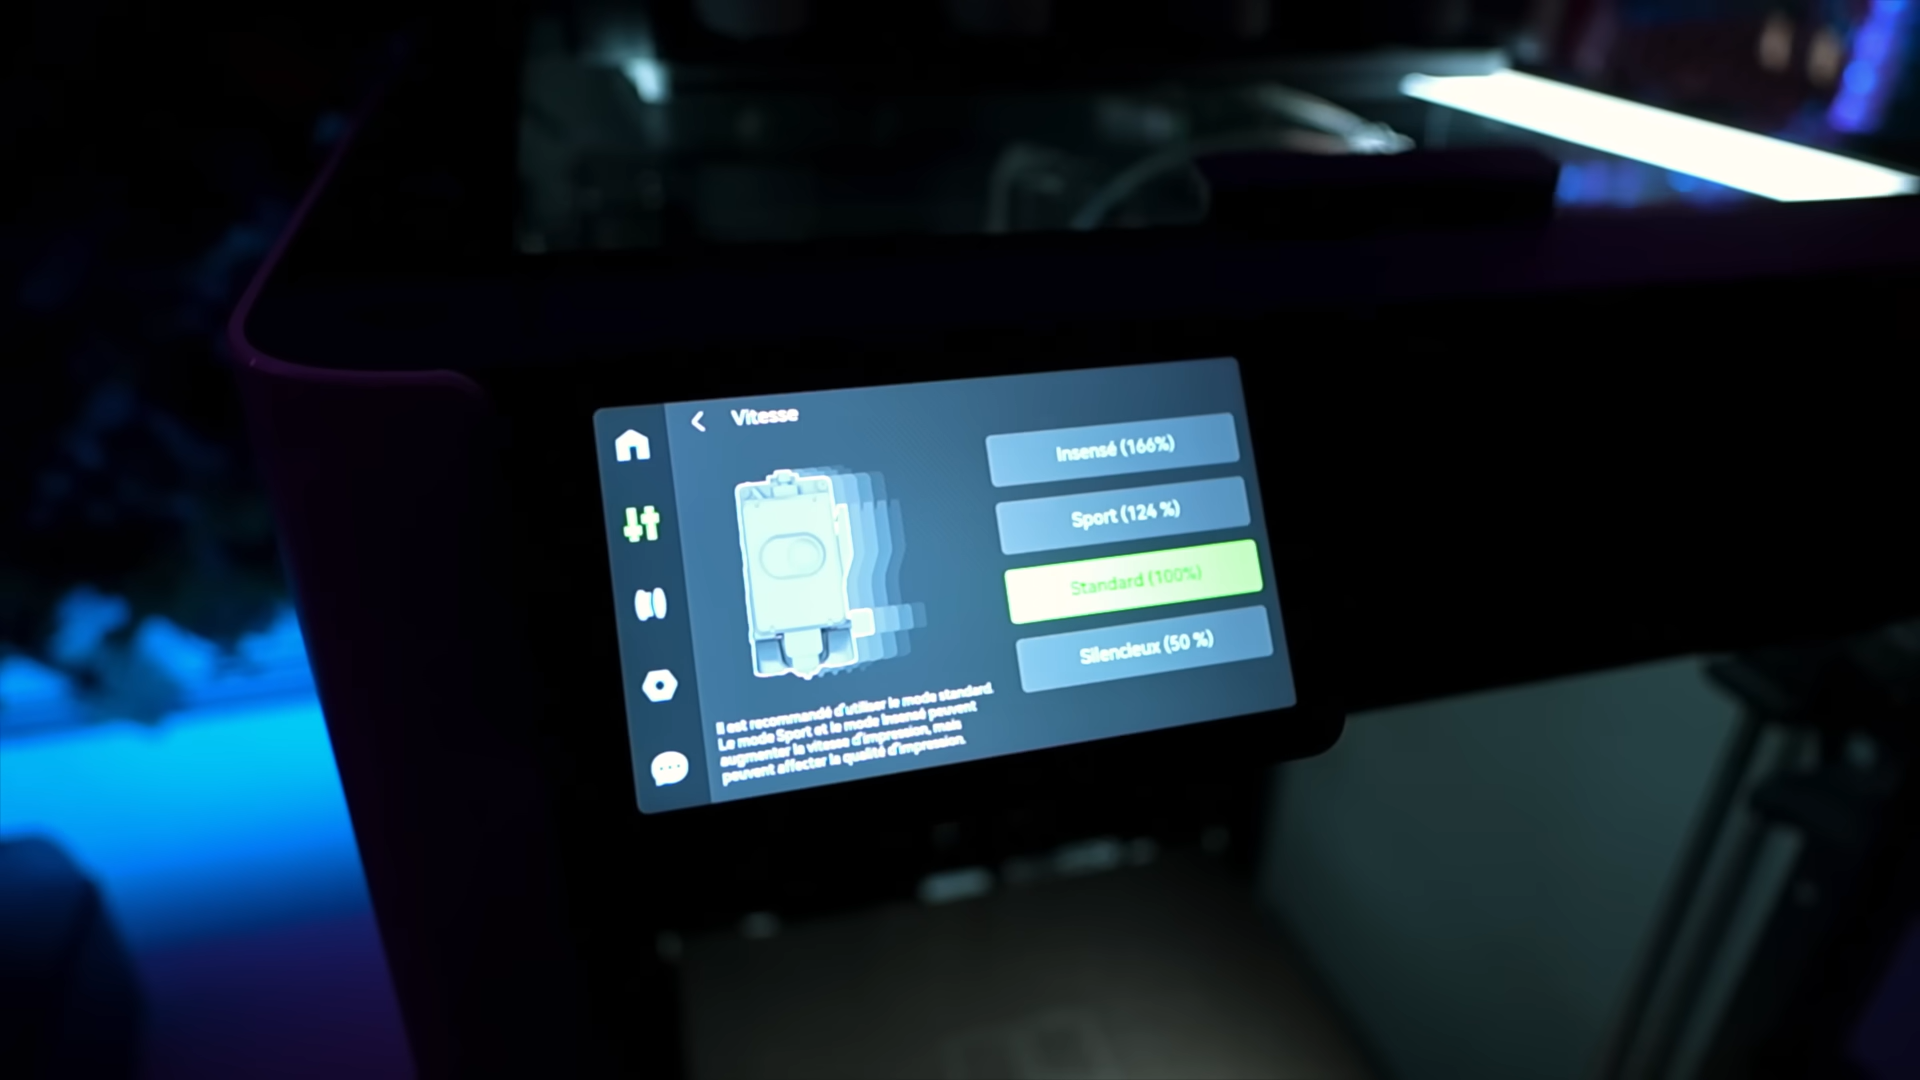 Vitesse
Insensé (166%)
Sport (124 %)
Standard (100%)
Silencieux (50 %)
Il est recommandé d'utiliser le mode standard.
Le mode Sport et le mode Insensé peuvent
augmenter la vitesse d'impression, mais
peuvent affecter la qualité d'impression.